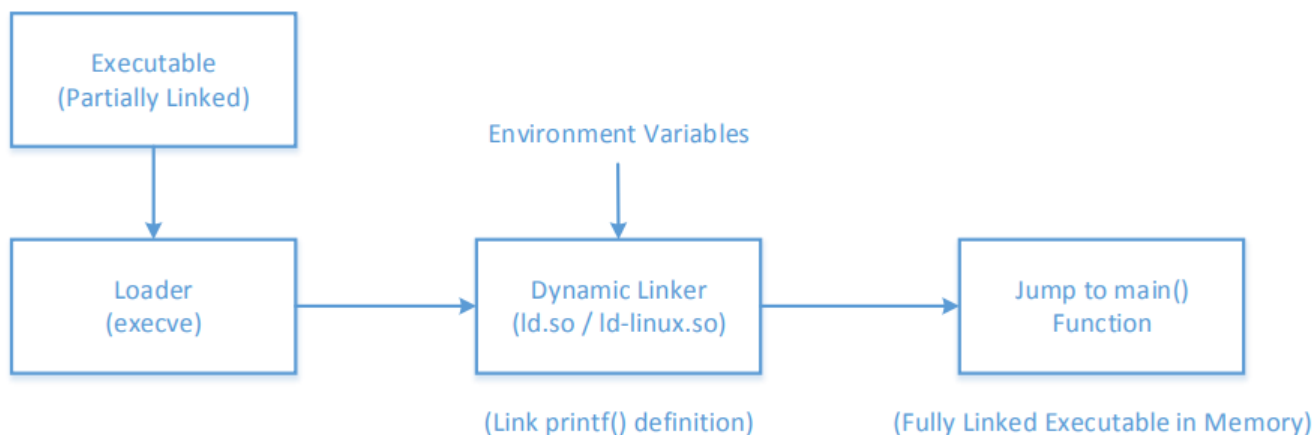 Executable
(Partially Linked)
Environment Variables
Loader
(execve)
Dynamic Linker
(ld.so / ld-linux.so)
Jump to main()
Function
(Link printf() definition)
(Fully Linked Executable in Memory)